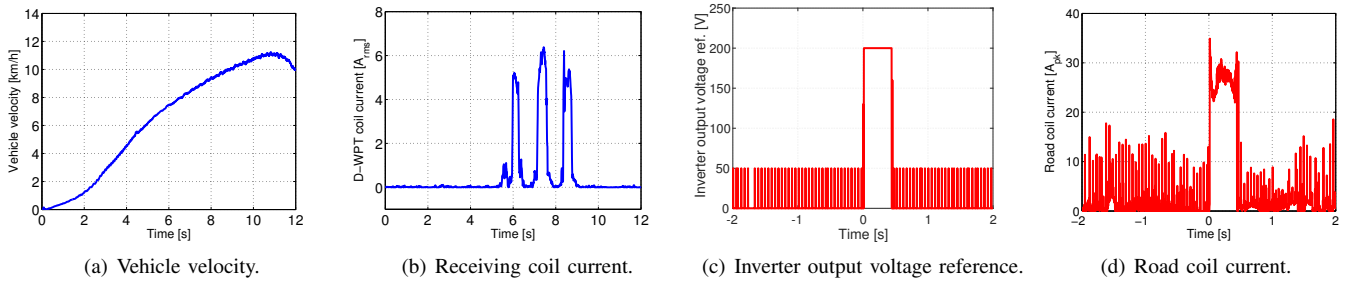 14
12
10
8
6
4
2
0
0 2 4 6 8 10 12
Vehicle velocity [km/h]
Time [s]
(a) Vehicle velocity.
8
6
4
2
0
0 2 4 6 8 10 12
D−WPT coil current [Arms]
Time [s]
(b) Receiving coil current.
250
200
150
100
50
0
-2 -1 0 1 2
Inverter output voltage ref. [V]
Time [s]
(c) Inverter output voltage reference.
40
30
20
10
0
−2 −1 0 1 2
Road coil current [Apk]
Time [s]
(d) Road coil current.